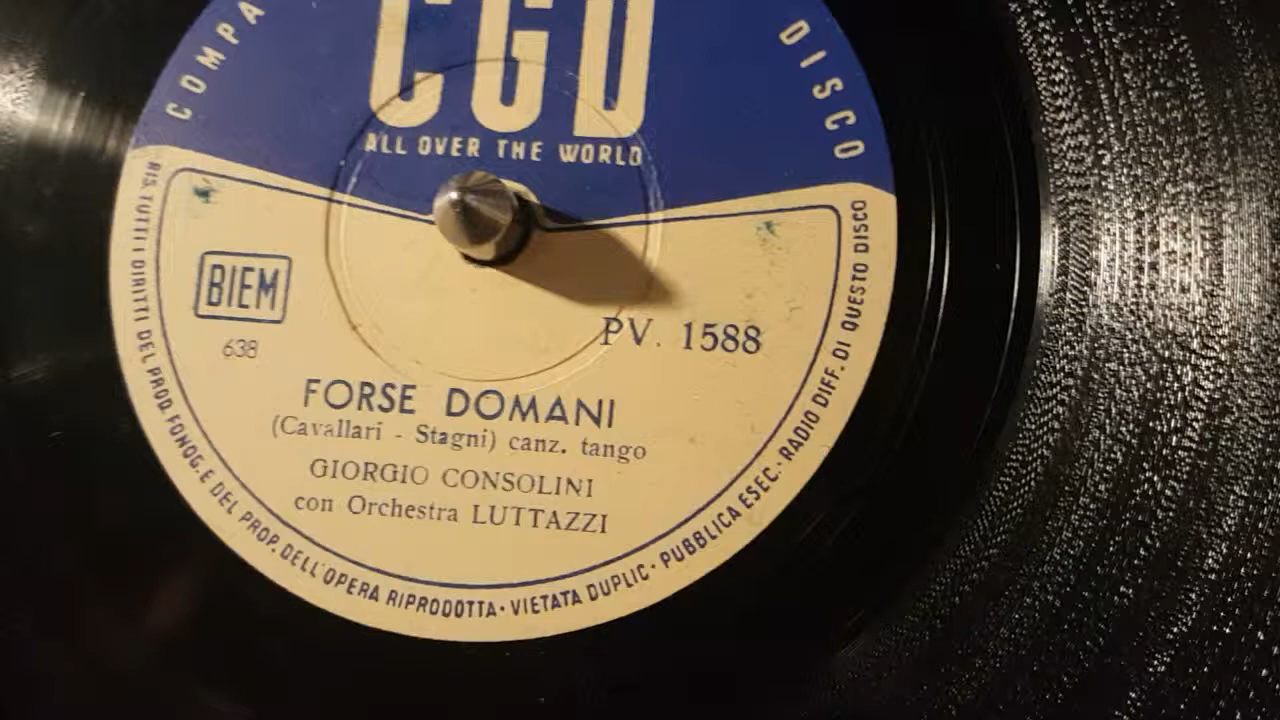 CGD
COMPA
DISCO
ALL OVER THE WORLD
BIEM
638
PV. 1588
FORSE DOMANI
(Cavallari - Stagni) canz. tango
GIORGIO CONSOLINI
con Orchestra LUTTAZZI
RIS. TUTTI I DIRITTI DEL PROD. FONOG. E DEL PROP. DELL'OPERA RIPRODOTTA · VIETATA DUPLIC · PUBBLICA ESEC. · RADIO DIFF. DI QUESTO DISCO